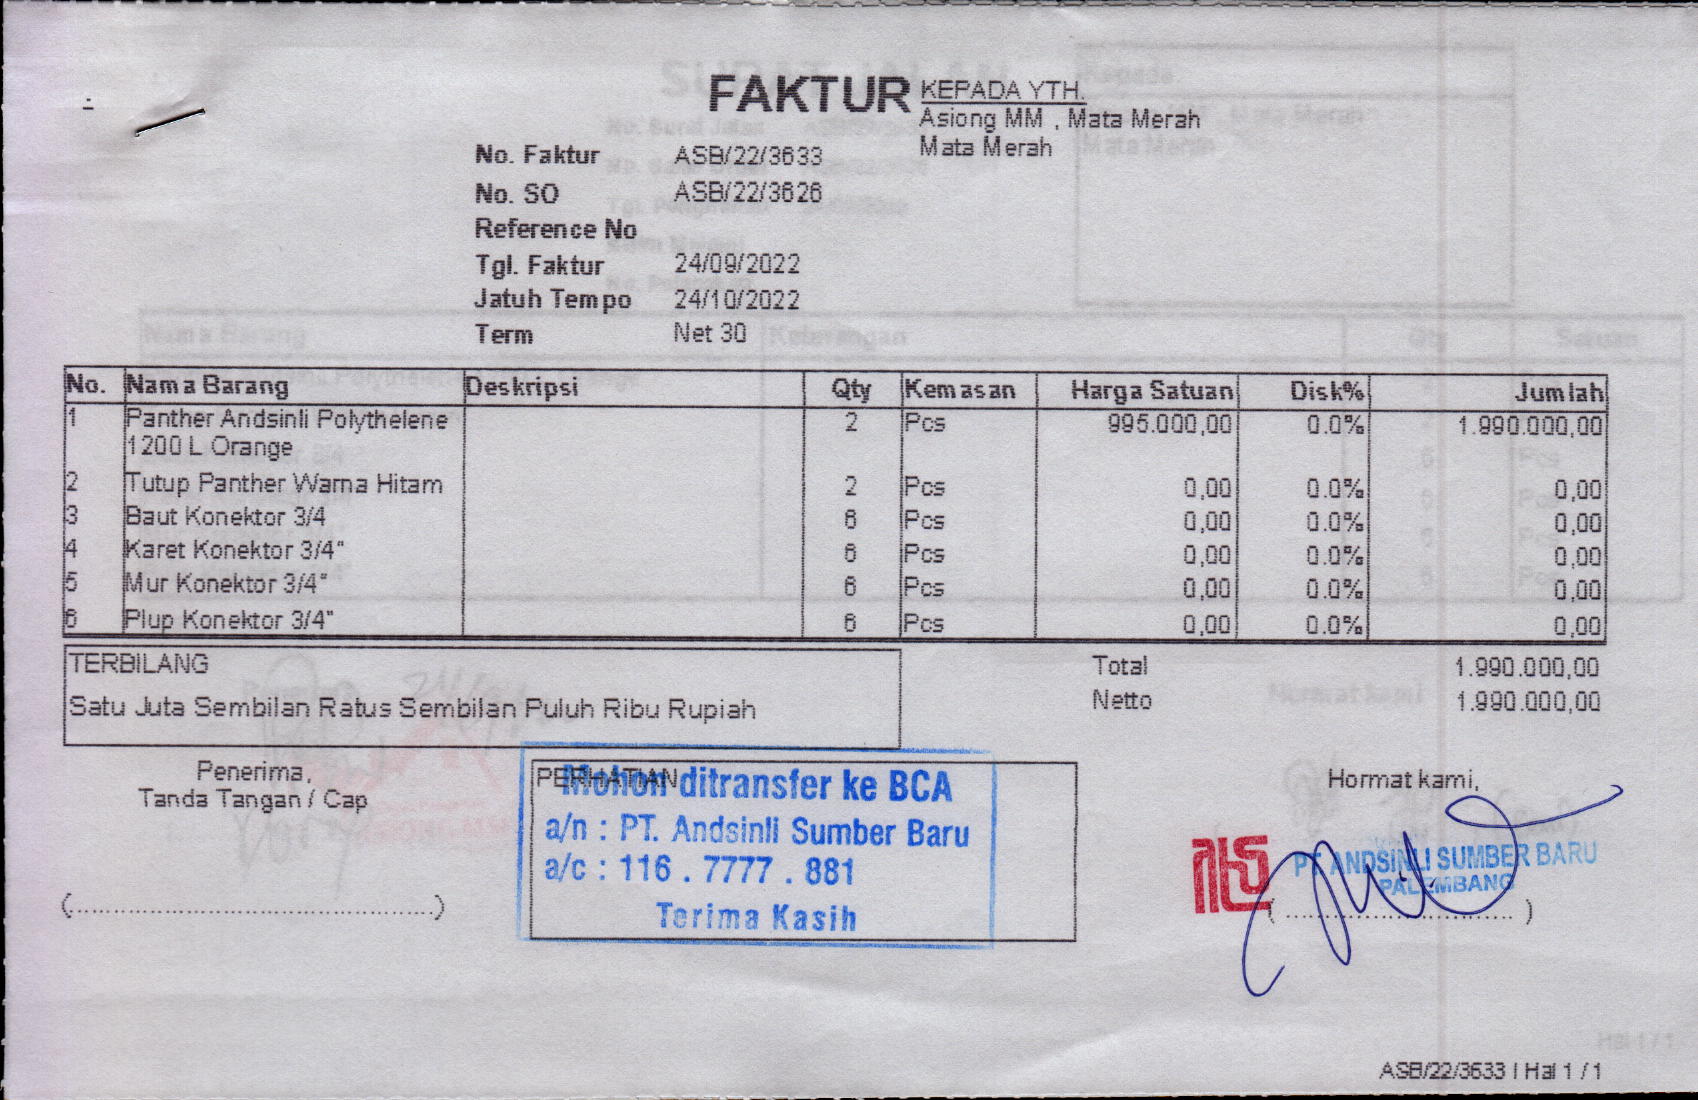 FAKTUR
KEPADA YTH.
Asiong MM , Mata Merah
Mata Merah
No. Faktur ASB/22/3633
No. SO ASB/22/3626
Reference No
Tgl. Faktur 24/09/2022
Jatuh Tempo 24/10/2022
Term Net 30
No. Nama Barang Deskripsi Qty Kemasan Harga Satuan Disk% Jumlah
1 Panther Andsinli Polythelene 2 Pcs 995.000,00 0.0% 1.990.000,00
1200 L Orange
2 Tutup Panther Warna Hitam 2 Pcs 0,00 0.0% 0,00
3 Baut Konektor 3/4 6 Pcs 0,00 0.0% 0,00
4 Karet Konektor 3/4" 6 Pcs 0,00 0.0% 0,00
5 Mur Konektor 3/4" 6 Pcs 0,00 0.0% 0,00
6 Plup Konektor 3/4" 6 Pcs 0,00 0.0% 0,00
TERBILANG
Satu Juta Sembilan Ratus Sembilan Puluh Ribu Rupiah
Total 1.990.000,00
Netto 1.990.000,00
Penerima,
Tanda Tangan / Cap
(..........................................)
PERHATIAN
Mohon ditransfer ke BCA
a/n : PT. Andsinli Sumber Baru
a/c : 116 . 7777 . 881
Terima Kasih
Hormat kami,
PT ANDSINLI SUMBER BARU
PALEMBANG
( .............................. )
ASB/22/3633 / Hal 1 / 1